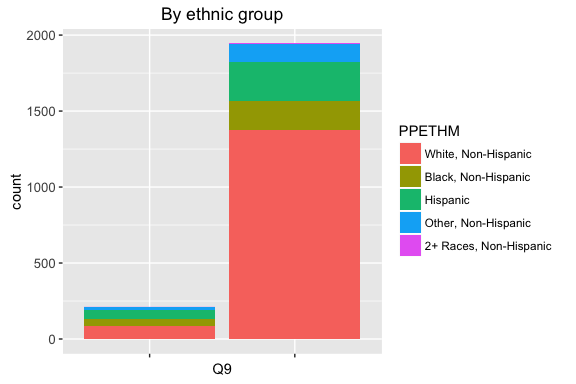 By ethnic group
2000
1500
1000
500
0
count
Q9
PPETHM
White, Non-Hispanic
Black, Non-Hispanic
Hispanic
Other, Non-Hispanic
2+ Races, Non-Hispanic